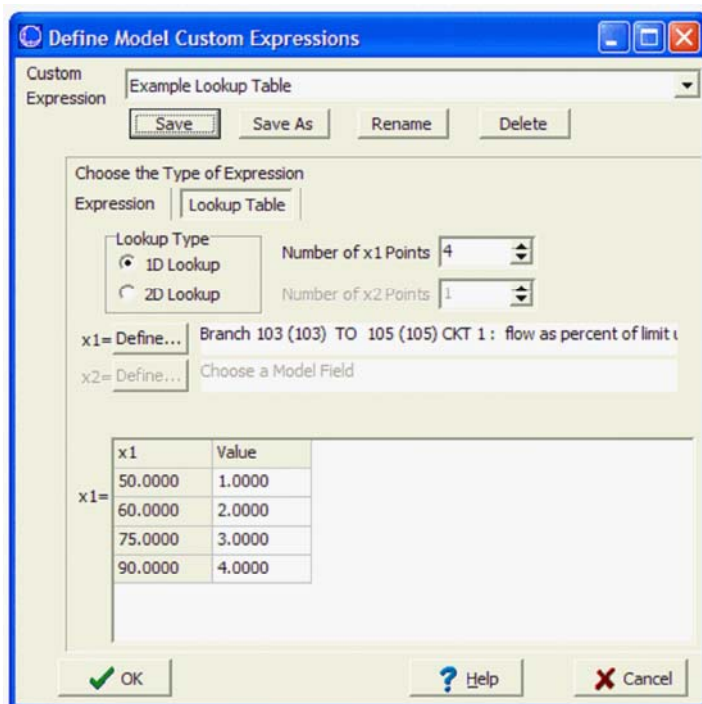 Define Model Custom Expressions
Custom
Expression
Example Lookup Table
Save Save As Rename Delete
Choose the Type of Expression
Expression Lookup Table
Lookup Type
1D Lookup
2D Lookup
Number of x1 Points 4
Number of x2 Points 1
x1= Define... Branch 103 (103) TO 105 (105) CKT 1 : flow as percent of limit
x2= Define... Choose a Model Field
x1=
x1 Value
50.0000 1.0000
60.0000 2.0000
75.0000 3.0000
90.0000 4.0000
OK Help Cancel